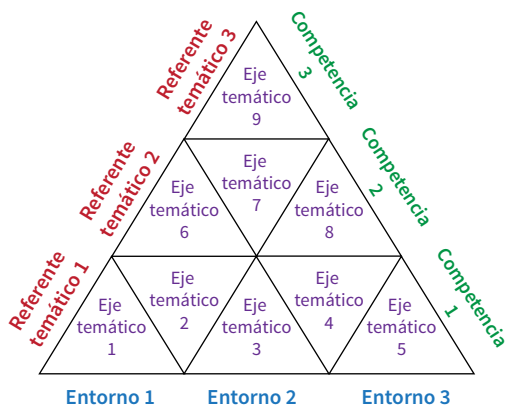 Referente
temático 3
Competencia
3
Eje
temático
9
Referente
temático 2
Competencia
2
Eje
temático
6
Eje
temático
7
Eje
temático
8
Referente
temático 1
Competencia
1
Eje
temático
1
Eje
temático
2
Eje
temático
3
Eje
temático
4
Eje
temático
5
Entorno 1
Entorno 2
Entorno 3